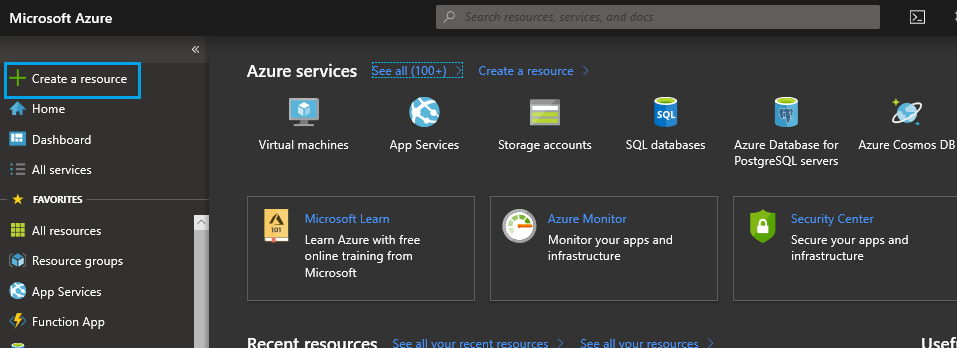 Microsoft Azure
Search resources, services, and docs
Create a resource
Home
Dashboard
All services
FAVORITES
All resources
Resource groups
App Services
Function App
Azure services
See all (100+)
Create a resource
Virtual machines
App Services
Storage accounts
SQL
SQL databases
Azure Database for
PostgreSQL servers
Azure Cosmos DB
101
Microsoft Learn
Learn Azure with free
online training from
Microsoft
Azure Monitor
Monitor your apps and
infrastructure
Security Center
Secure your apps and
infrastructure
Recent resources
See all your recent resources
See all your resources
Usef